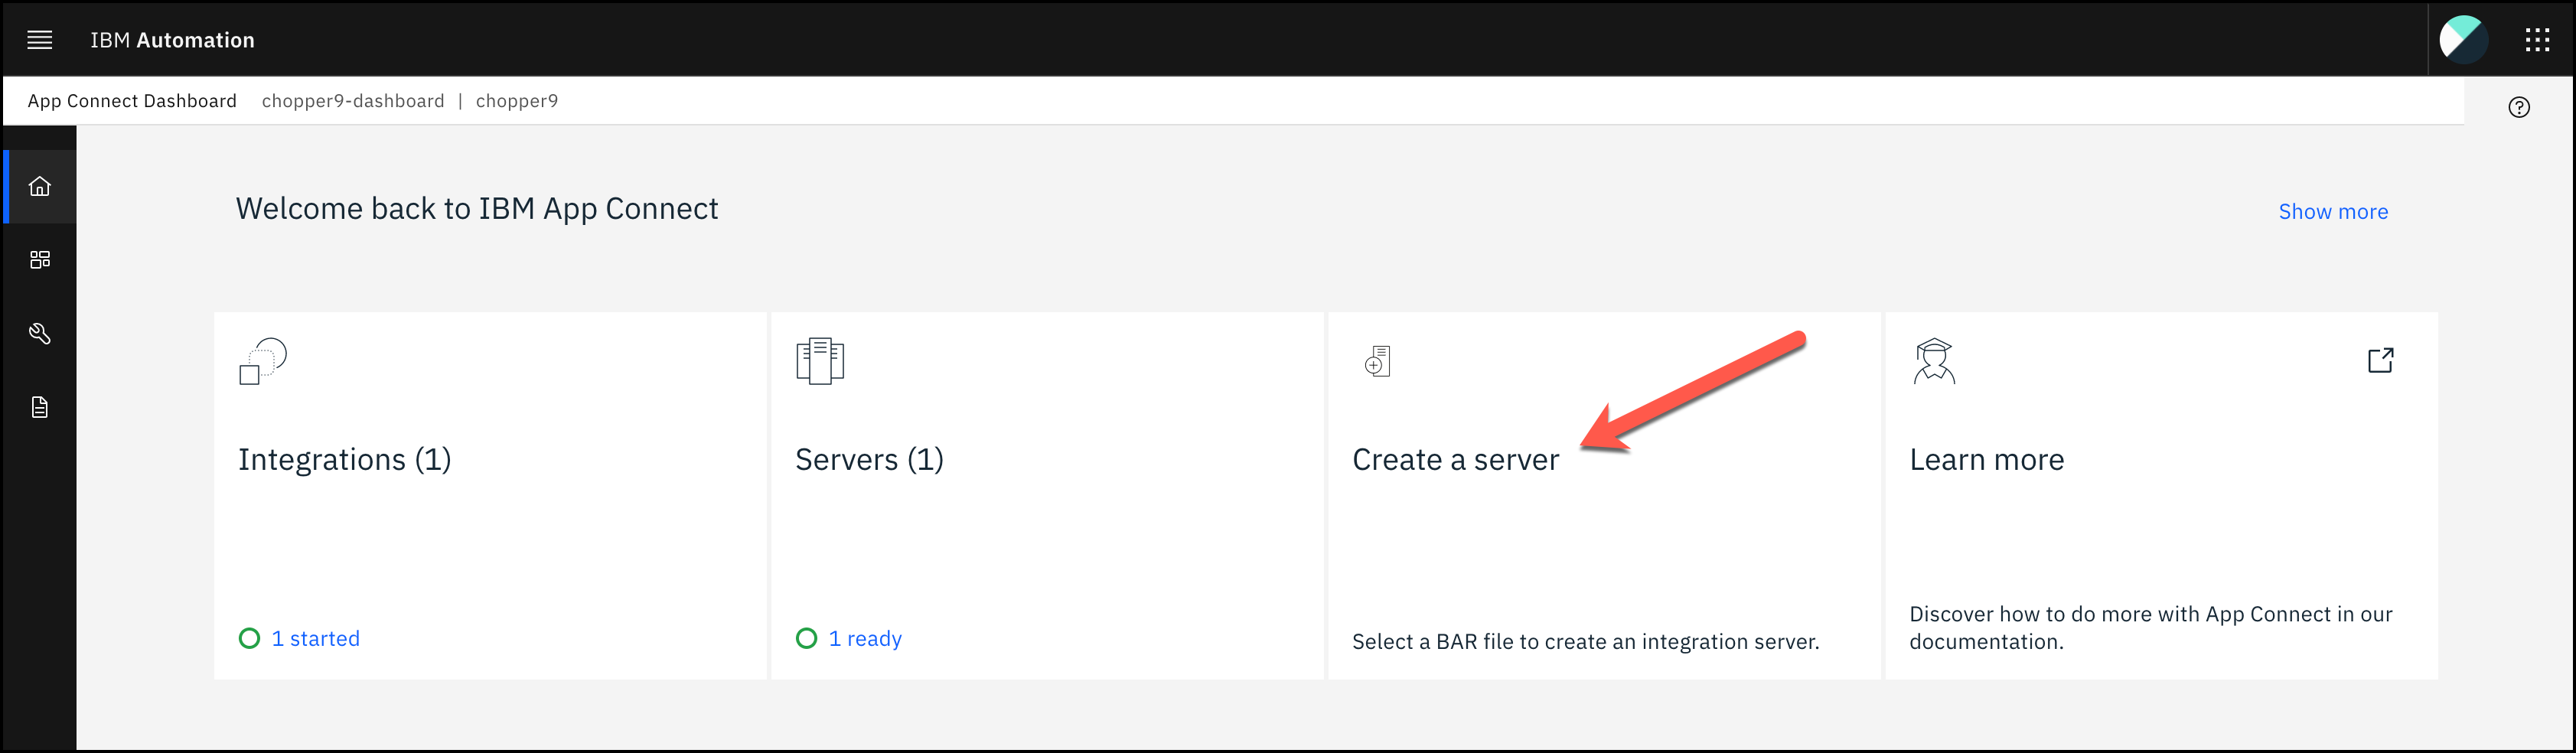 IBM Automation
App Connect Dashboard chopper9-dashboard | chopper9
Welcome back to IBM App Connect
Show more
Integrations (1)
1 started
Servers (1)
1 ready
Create a server
Select a BAR file to create an integration server.
Learn more
Discover how to do more with App Connect in our
documentation.